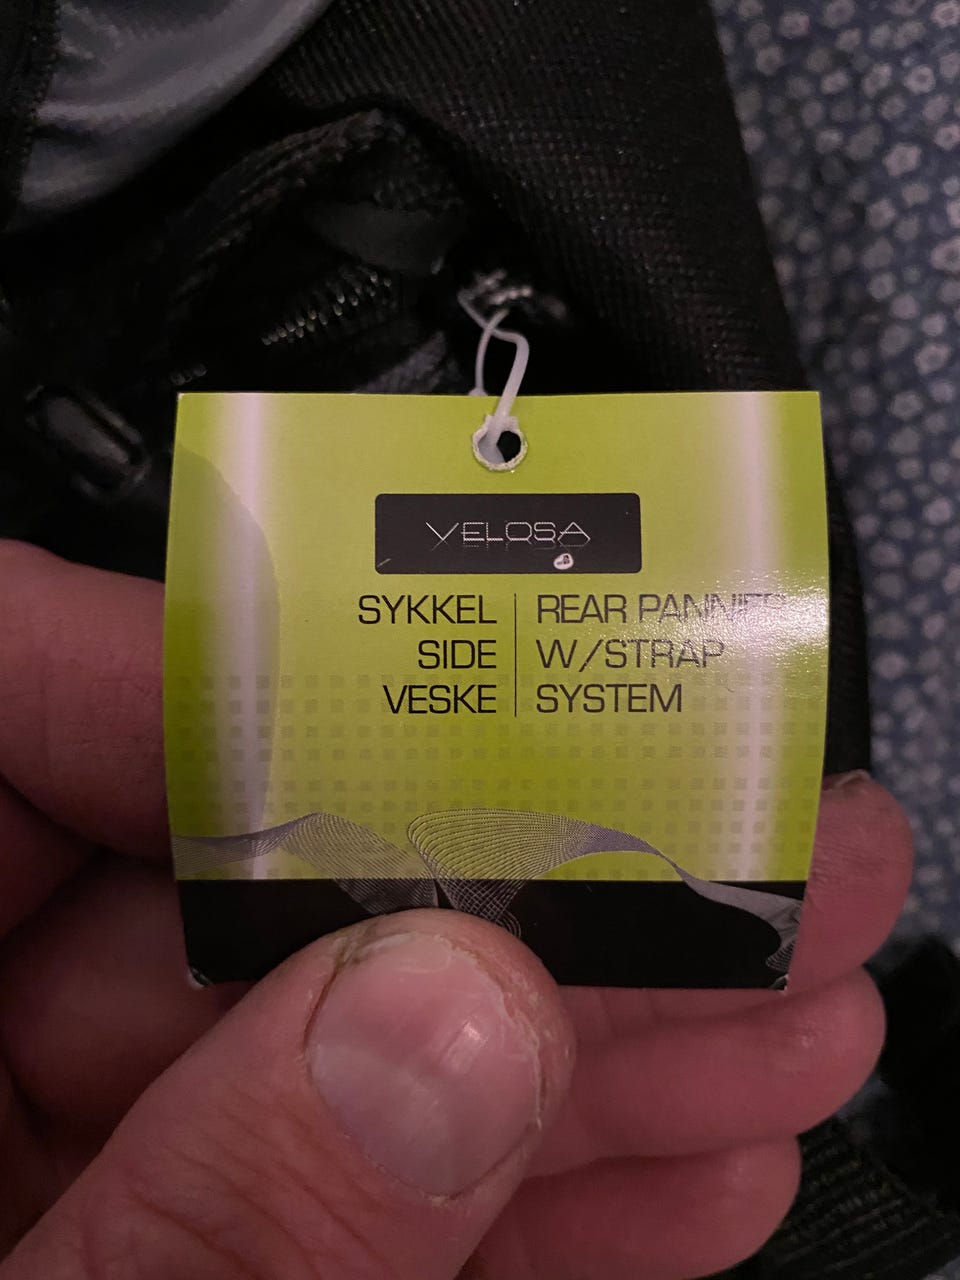 VELOSA
SYKKEL
SIDE
VESKE
REAR PANNIER
W/STRAP
SYSTEM